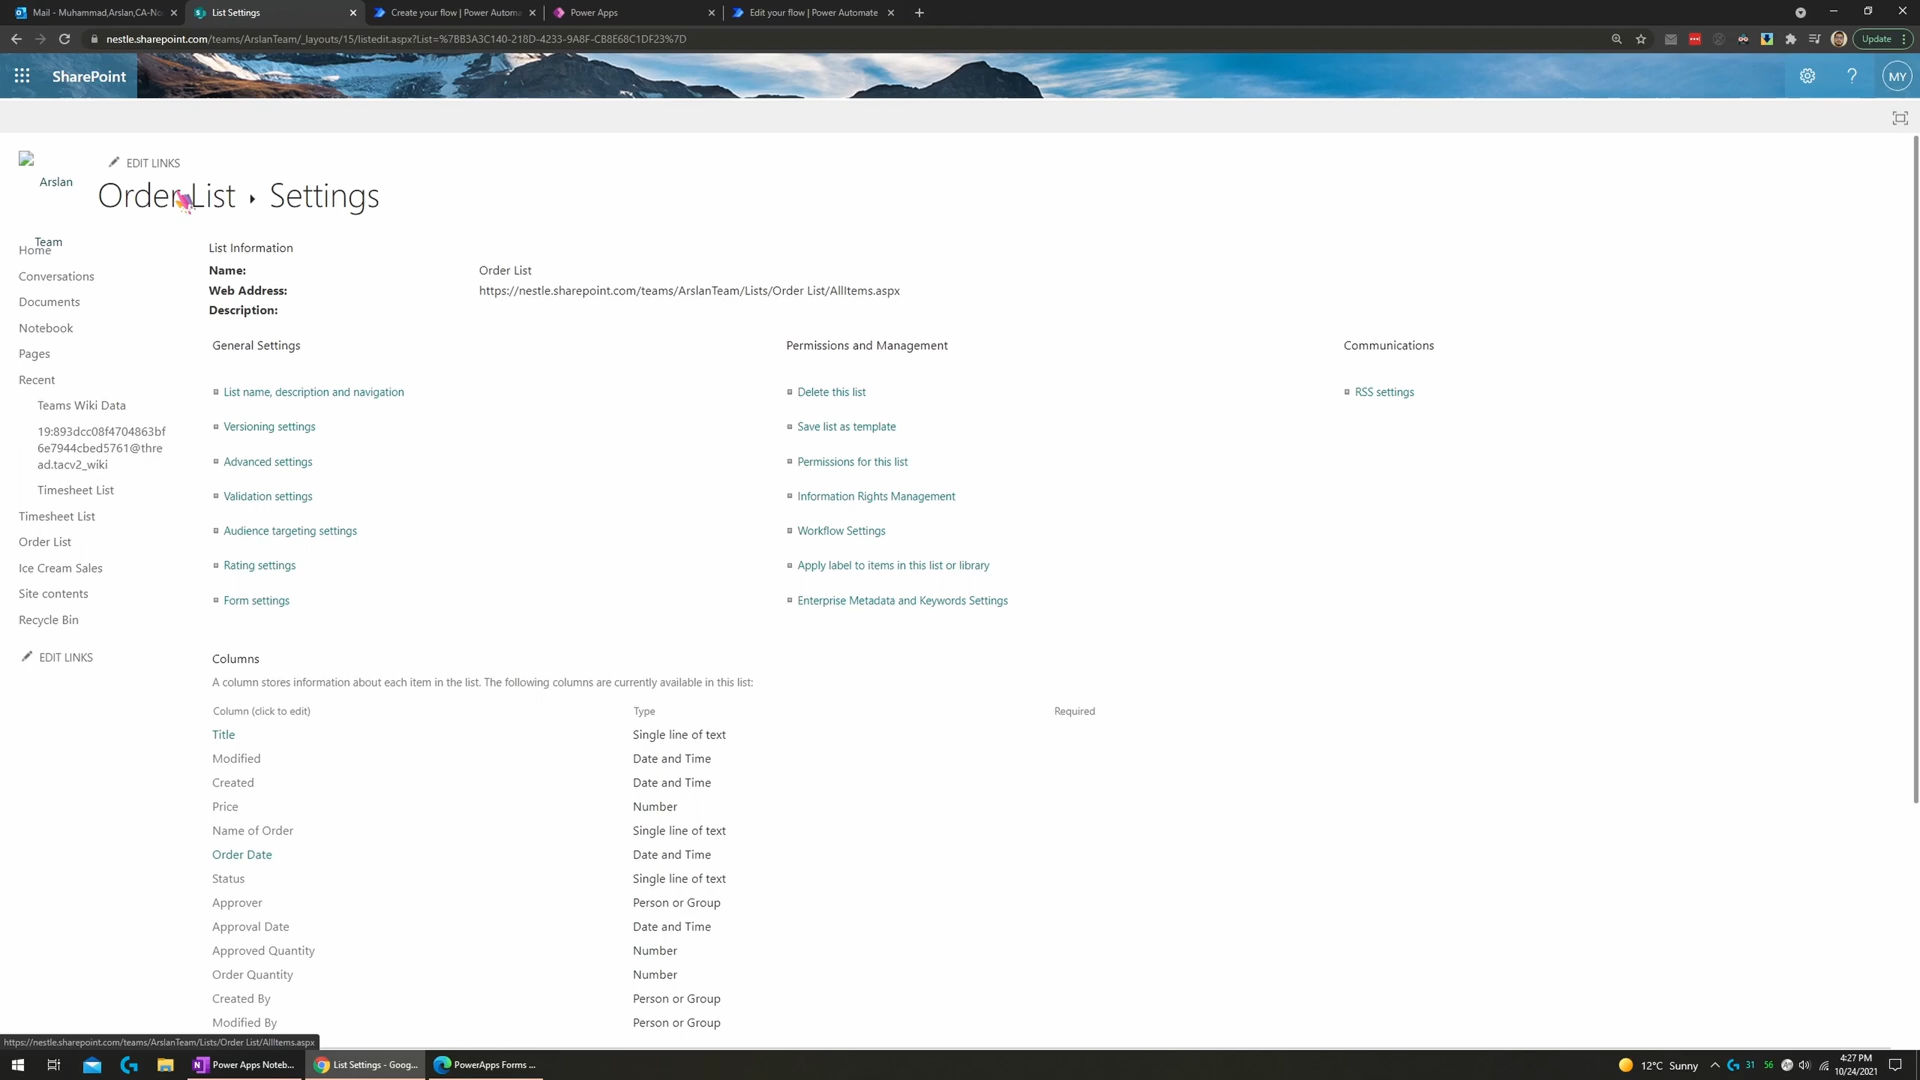 Mail - Muhammad,Arslan,CA-No
List Settings
Create your flow | Power Automa
Power Apps
Edit your flow | Power Automate
nestle.sharepoint.com/teams/ArslanTeam/_layouts/15/listedit.aspx?List=%7BB3A3C140-218D-4233-9A8F-CB8E68C1DF23%7D
Update
SharePoint
?
MY
Arslan
Team
EDIT LINKS
Order List
Settings
Home
Conversations
Documents
Notebook
Pages
Recent
Teams Wiki Data
19:893dcc08f4704863bf
6e7944cbed5761@thre
ad.tacv2_wiki
Timesheet List
Timesheet List
Order List
Ice Cream Sales
Site contents
Recycle Bin
EDIT LINKS
List Information
Name: Order List
Web Address: https://nestle.sharepoint.com/teams/ArslanTeam/Lists/Order List/AllItems.aspx
Description:
General Settings
List name, description and navigation
Versioning settings
Advanced settings
Validation settings
Audience targeting settings
Rating settings
Form settings
Permissions and Management
Delete this list
Save list as template
Permissions for this list
Information Rights Management
Workflow Settings
Apply label to items in this list or library
Enterprise Metadata and Keywords Settings
Communications
RSS settings
Columns
A column stores information about each item in the list. The following columns are currently available in this list:
Column (click to edit) Type Required
Title Single line of text
Modified Date and Time
Created Date and Time
Price Number
Name of Order Single line of text
Order Date Date and Time
Status Single line of text
Approver Person or Group
Approval Date Date and Time
Approved Quantity Number
Order Quantity Number
Created By Person or Group
Modified By Person or Group
https://nestle.sharepoint.com/teams/ArslanTeam/Lists/Order List/AllItems.aspx
Power Apps Noteb...
List Settings - Goog...
PowerApps Forms ...
12°C Sunny
31
56
4:27 PM
10/24/2021